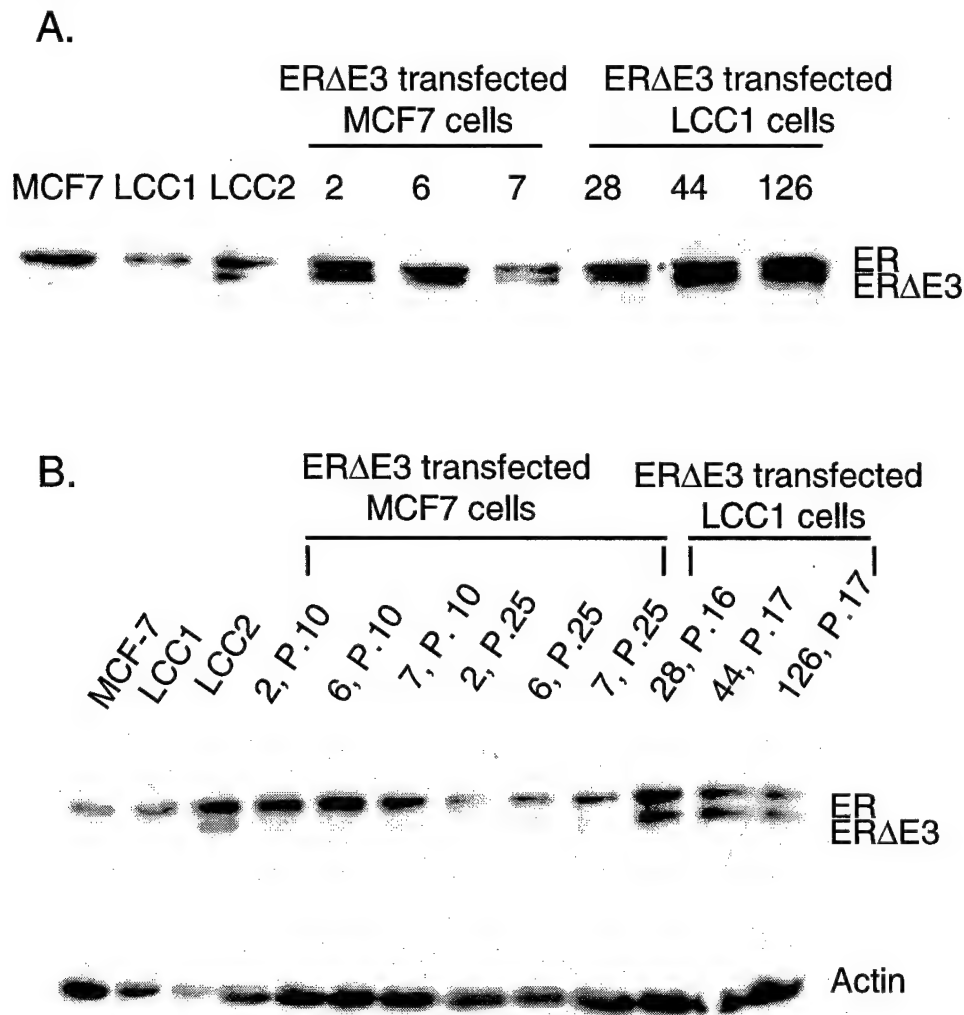 A.
ERΔE3 transfected
MCF7 cells
ERΔE3 transfected
LCC1 cells
MCF7 LCC1 LCC2 2 6 7 28 44 126
ER
ERΔE3
B.
ERΔE3 transfected
MCF7 cells
ERΔE3 transfected
LCC1 cells
MCF-7
LCC1
LCC2
2, P.10
6, P.10
7, P. 10
2, P.25
6, P.25
7, P.25
28, P.16
44, P.17
126, P.17
ER
ERΔE3
Actin